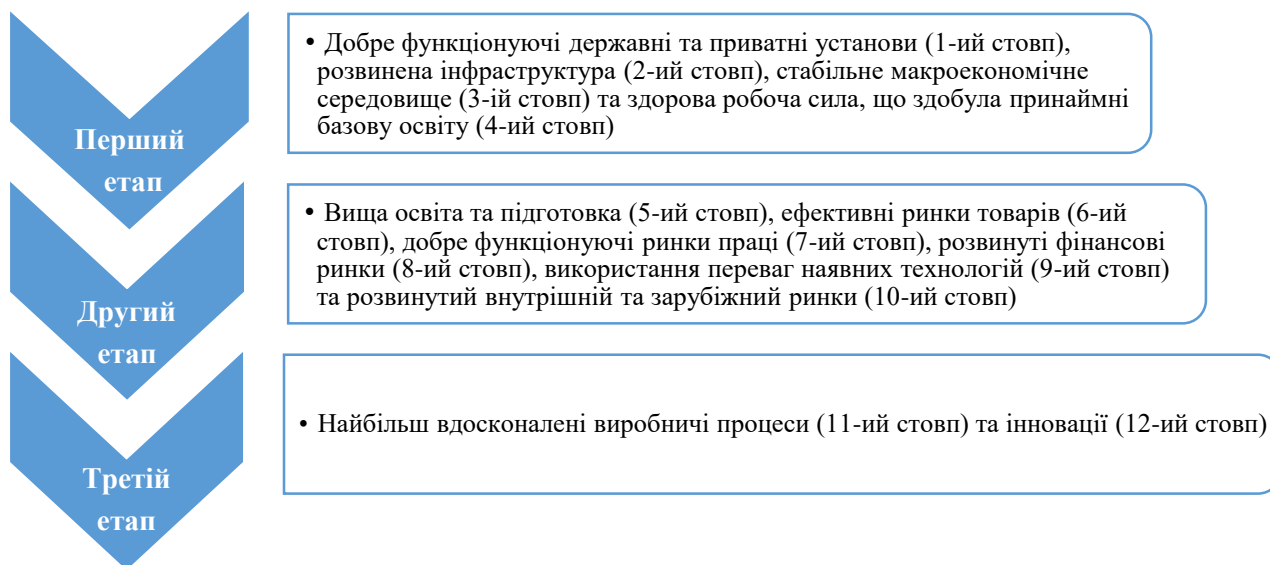 Перший
етап
• Добре функціонуючі державні та приватні установи (1-ий стовп),
розвинена інфраструктура (2-ий стовп), стабільне макроекономічне
середовище (3-ій стовп) та здорова робоча сила, що здобула принаймні
базову освіту (4-ий стовп)
Другий
етап
• Вища освіта та підготовка (5-ий стовп), ефективні ринки товарів (6-ий
стовп), добре функціонуючі ринки праці (7-ий стовп), розвинуті фінансові
ринки (8-ий стовп), використання переваг наявних технологій (9-ий стовп)
та розвинутий внутрішній та зарубіжний ринки (10-ий стовп)
Третій
етап
• Найбільш вдосконалені виробничі процеси (11-ий стовп) та інновації (12-ий стовп)